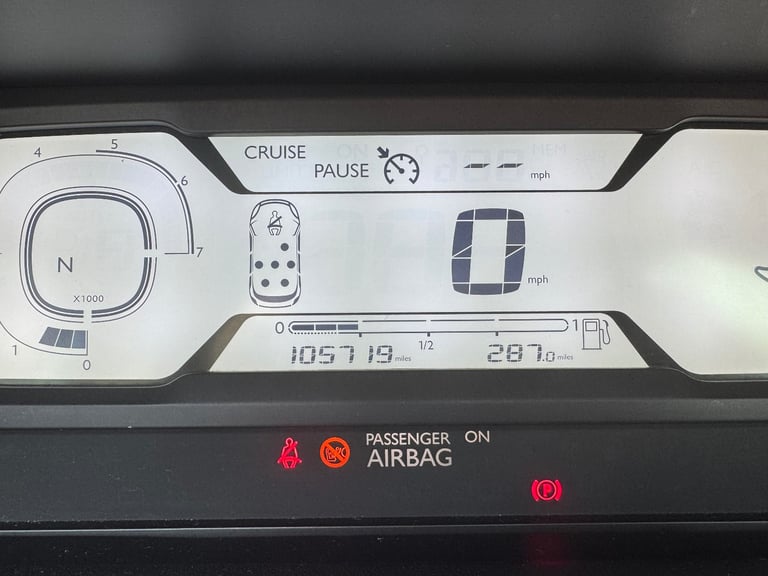 CRUISE
PAUSE -- mph
4 5 6 7
N
X1000
1 0
0 mph
0 1/2 1
105719 miles 287.0 miles
PASSENGER ON
AIRBAG
P